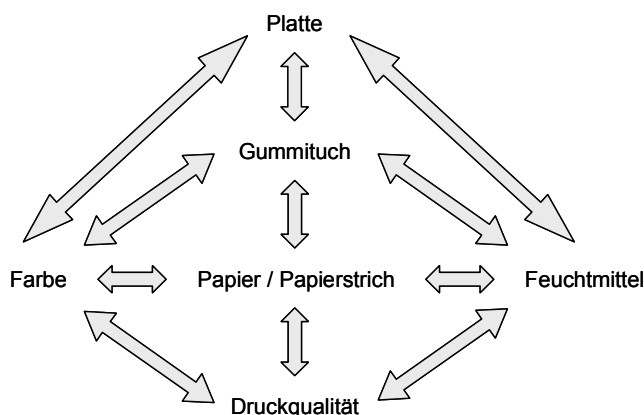 Platte
Gummituch
Farbe Papier / Papierstrich Feuchtmittel
Druckqualität